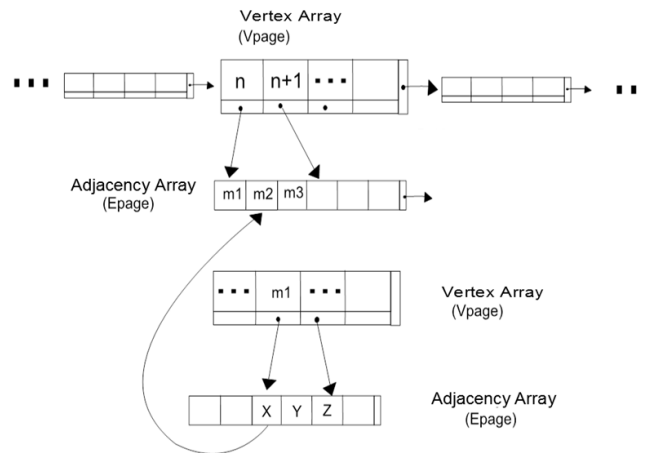 Vertex Array
(Vpage)
n n+1
m1 m2 m3
Adjacency Array
(Epage)
m1
Vertex Array
(Vpage)
X Y Z
Adjacency Array
(Epage)